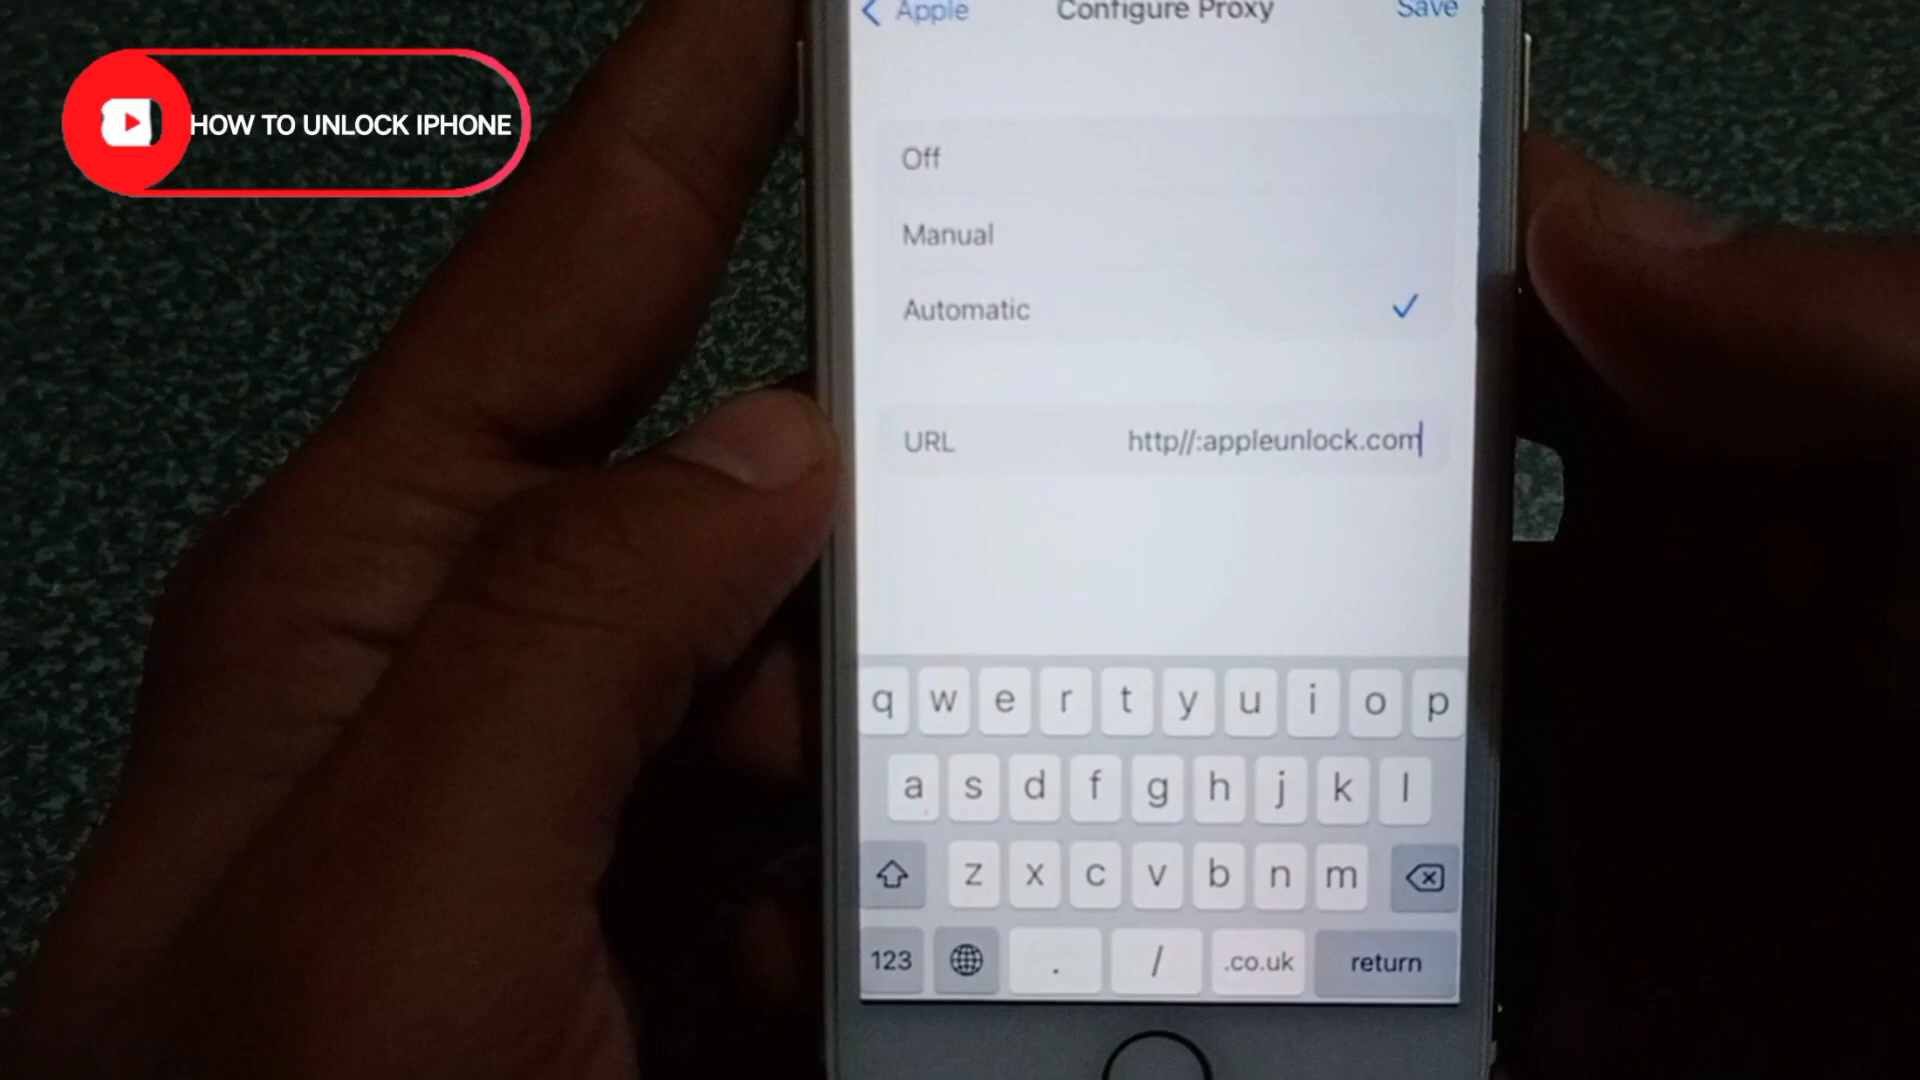 HOW TO UNLOCK IPHONE
Apple Configure Proxy Save
Off
Manual
Automatic
URL http//:appleunlock.com
q w e r t y u i o p
a s d f g h j k l
z x c v b n m
123 . / .co.uk return